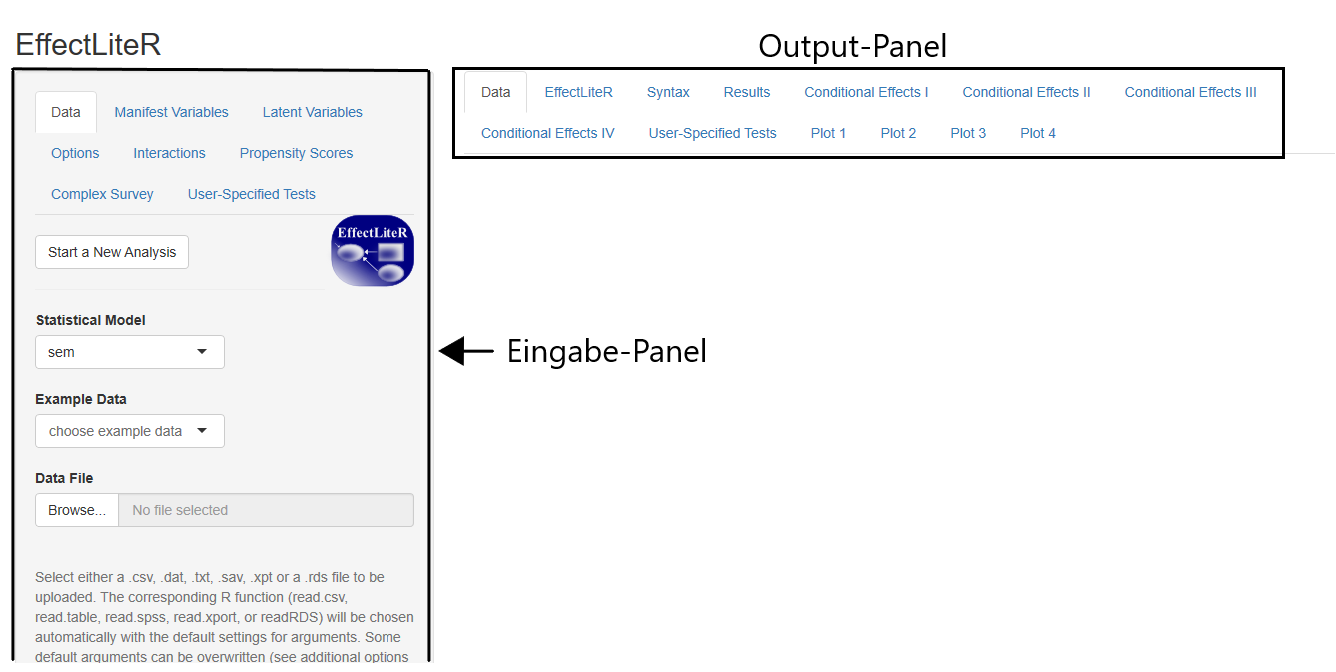 EffectLiteR
Data Manifest Variables Latent Variables
Options Interactions Propensity Scores
Complex Survey User-Specified Tests
Start a New Analysis
EffectLiteR
Statistical Model
sem
Example Data
choose example data
Data File
Browse... No file selected
Select either a .csv, .dat, .txt, .sav, .xpt or a .rds file to be
uploaded. The corresponding R function (read.csv,
read.table, read.spss, read.xport, or readRDS) will be chosen
automatically with the default settings for arguments. Some
default arguments can be overwritten (see additional options
Output-Panel
Data EffectLiteR Syntax Results Conditional Effects I Conditional Effects II Conditional Effects III
Conditional Effects IV User-Specified Tests Plot 1 Plot 2 Plot 3 Plot 4
Eingabe-Panel